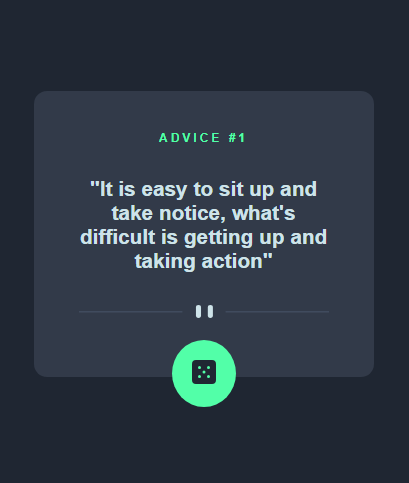 ADVICE #1
"It is easy to sit up and
take notice, what's
difficult is getting up and
taking action"